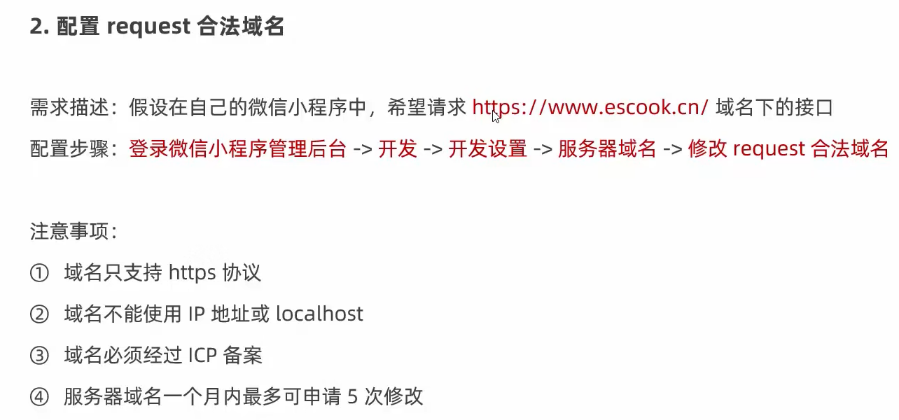 2. 配置 request 合法域名
需求描述：假设在自己的微信小程序中，希望请求 https://www.escook.cn/ 域名下的接口
配置步骤：登录微信小程序管理后台 -> 开发 -> 开发设置 -> 服务器域名 -> 修改 request 合法域名
注意事项：
① 域名只支持 https 协议
② 域名不能使用 IP 地址或 localhost
③ 域名必须经过 ICP 备案
④ 服务器域名一个月内最多可申请 5 次修改